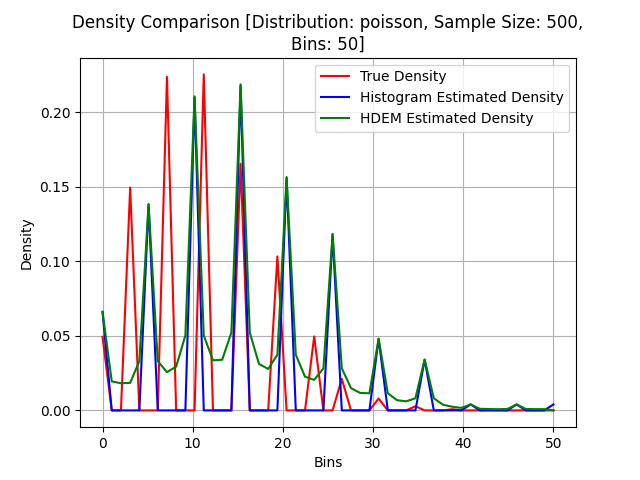 Density Comparison [Distribution: poisson, Sample Size: 500,
Bins: 50]
True Density
Histogram Estimated Density
HDEM Estimated Density
Density
0.20
0.15
0.10
0.05
0.00
0 10 20 30 40 50
Bins